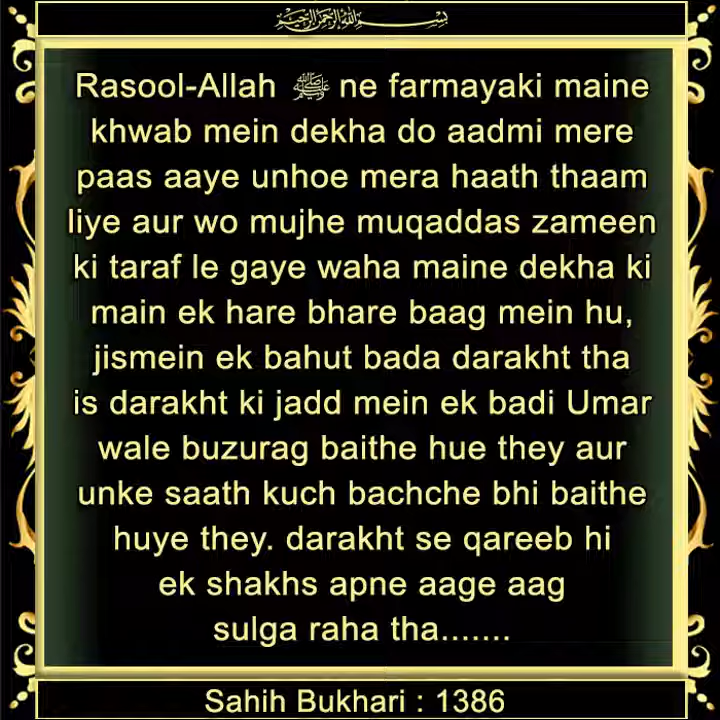 بسم الله الرحمن الرحيم
Rasool-Allah ﷺ ne farmayaki maine
khwab mein dekha do aadmi mere
paas aaye unhoe mera haath thaam
liye aur wo mujhe muqaddas zameen
ki taraf le gaye waha maine dekha ki
main ek hare bhare baag mein hu,
jismein ek bahut bada darakht tha
is darakht ki jadd mein ek badi Umar
wale buzurag baithe hue they aur
unke saath kuch bachche bhi baithe
huye they. darakht se qareeb hi
ek shakhs apne aage aag
sulga raha tha.......
Sahih Bukhari : 1386